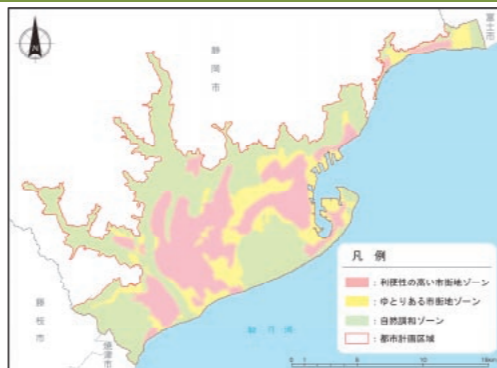 N
静岡市
富士市
藤枝市
焼津市
駿河湾
凡例
：利便性の高い市街地ゾーン
：ゆとりある市街地ゾーン
：自然調和ゾーン
：都市計画区域
0
5
10